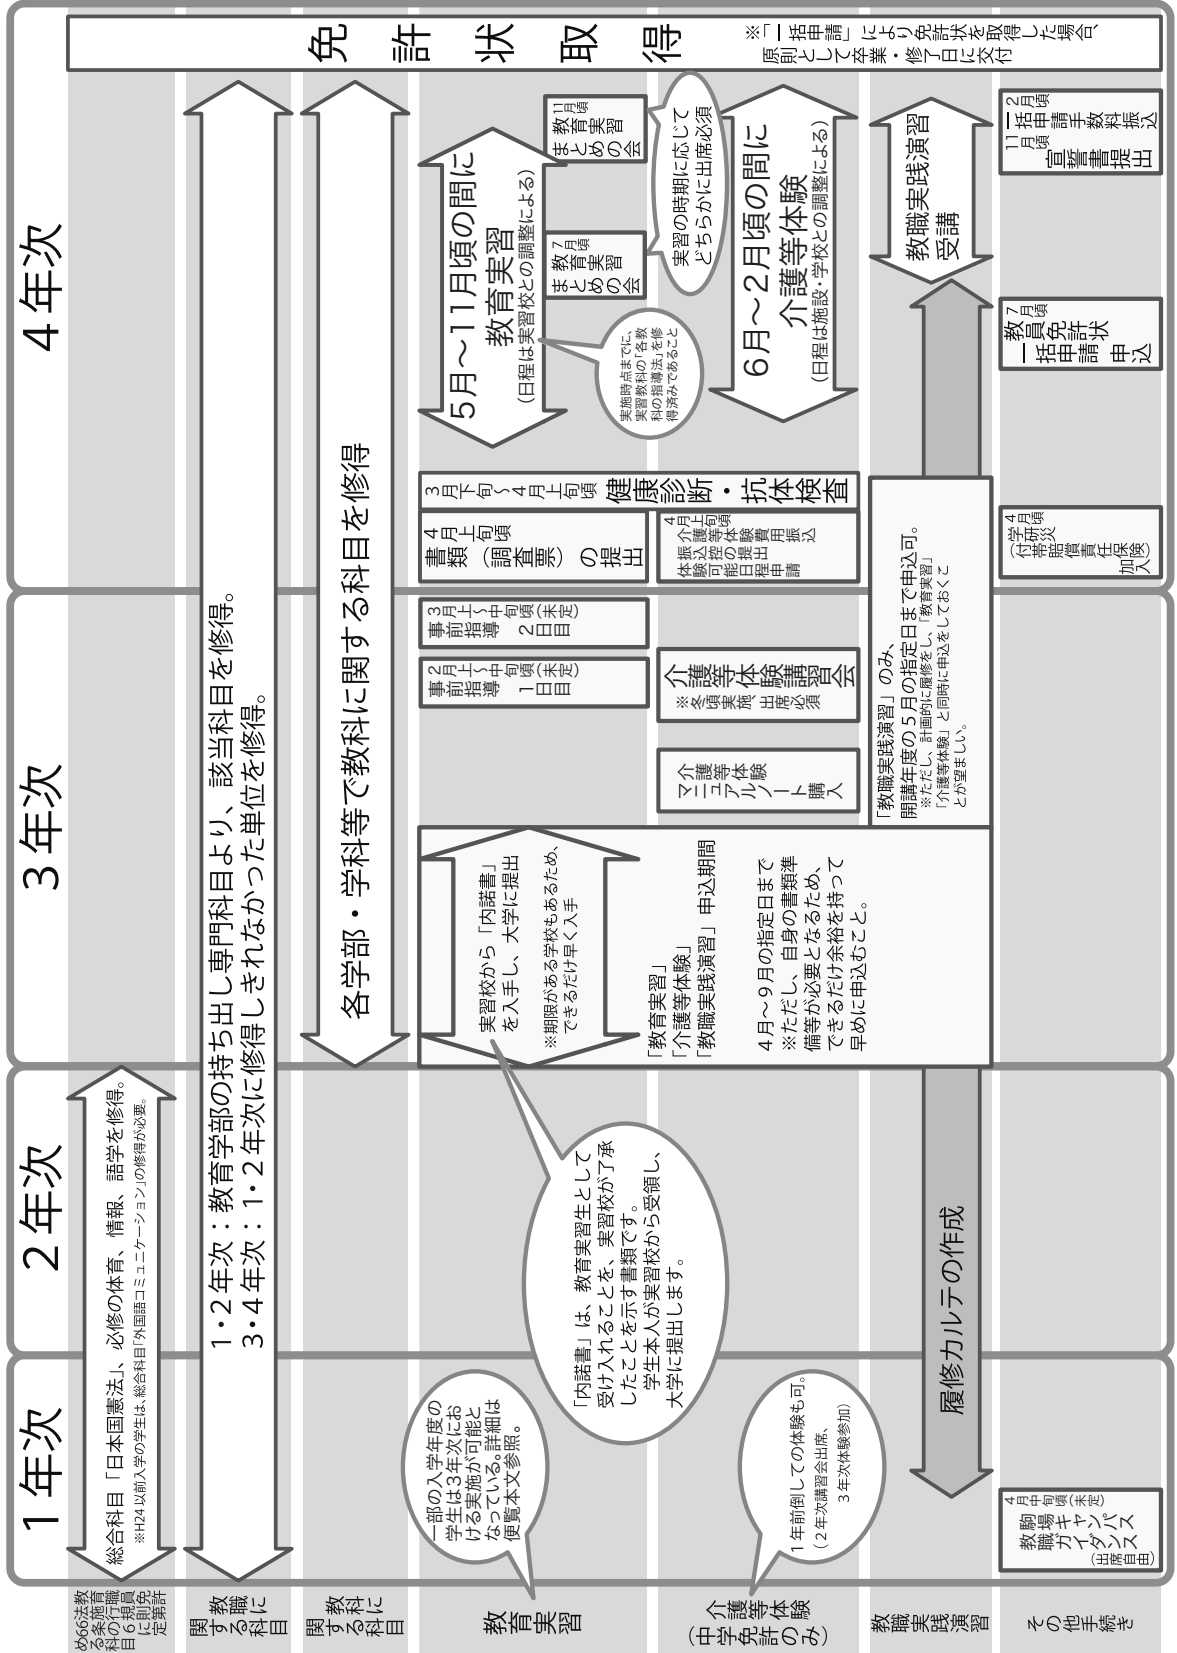 1年次
2年次
3年次
4年次
教育職員免許法施行規則第66条の6に定める科目
総合科目「日本国憲法」、必修の体育、情報、語学を修得。
※H24以前入学の学生は、総合科目「外国語コミュニケーション」の修得が必要。
教職に関する科目
1・2年次：教育学部の持ち出し専門科目より、該当科目を修得。
3・4年次：1・2年次に修得しきれなかった単位を修得。
教科に関する科目
各学部・学科等で教科に関する科目を修得
教育実習
一部の入学年度の
学生は3年次にお
ける実施が可能と
なっている。詳細は
便覧本文参照。
「内諾書」は、教育実習生として
受け入れることを、実習校が了承
したことを示す書類です。
学生本人が実習校から受領し、
大学に提出します。
実習校から「内諾書」
を入手し、大学に提出
※期限がある学校もあるため、
できるだけ早く入手
「教育実習」
「介護等体験」
「教職実践演習」申込期間
4月〜9月の指定日まで
※ただし、自身の書類準
備等が必要となるため、
できるだけ余裕を持って
早めに申込むこと。
2月上〜中旬頃(未定)
事前指導　1日目
3月上〜中旬頃(未定)
事前指導　2日目
4月上旬頃
書類（調査票）の提出
3月下旬〜4月上旬頃 健康診断・抗体検査
5月〜11月頃の間に
教育実習
(日程は実習校との調整による)
実施時点までに、
実習教科の「各教
科の指導法」を修
得済みであること
7月頃
教育実習
まとめの会
11月頃
教育実習
まとめの会
実習の時期に応じて
どちらかに出席必須
介護等体験
(中学免許のみ)
1年前倒しての体験も可。
（2年次講習会出席、
3年次体験参加）
介護等体験
マニュアルノート購入
介護等体験講習会
※冬頃実施、出席必須
4月上旬頃
介護等体験費用振込
振込控の提出
体験可能日程申請
6月〜2月頃の間に
介護等体験
(日程は施設・学校との調整による)
教職実践演習
履修カルテの作成
「教職実践演習」のみ、
開講年度の5月の指定日まで申込可。
※ただし、計画的に履修をし、「教育実習」
「介護等体験」と同時に申込をしておくこ
とが望ましい。
教職実践演習
受講
その他手続き
4月中旬頃(未定)
教駒場キャンパス
職ガイダンス
(出席自由)
4月頃
学研災
(付帯賠償責任保険)
加入
7月頃
教員免許状
一括申請 申込
11月頃
宣誓書提出
2月頃
一括申請手数料振込
免許状取得
※「一括申請」により免許状を取得した場合、
原則として卒業・修了日に交付